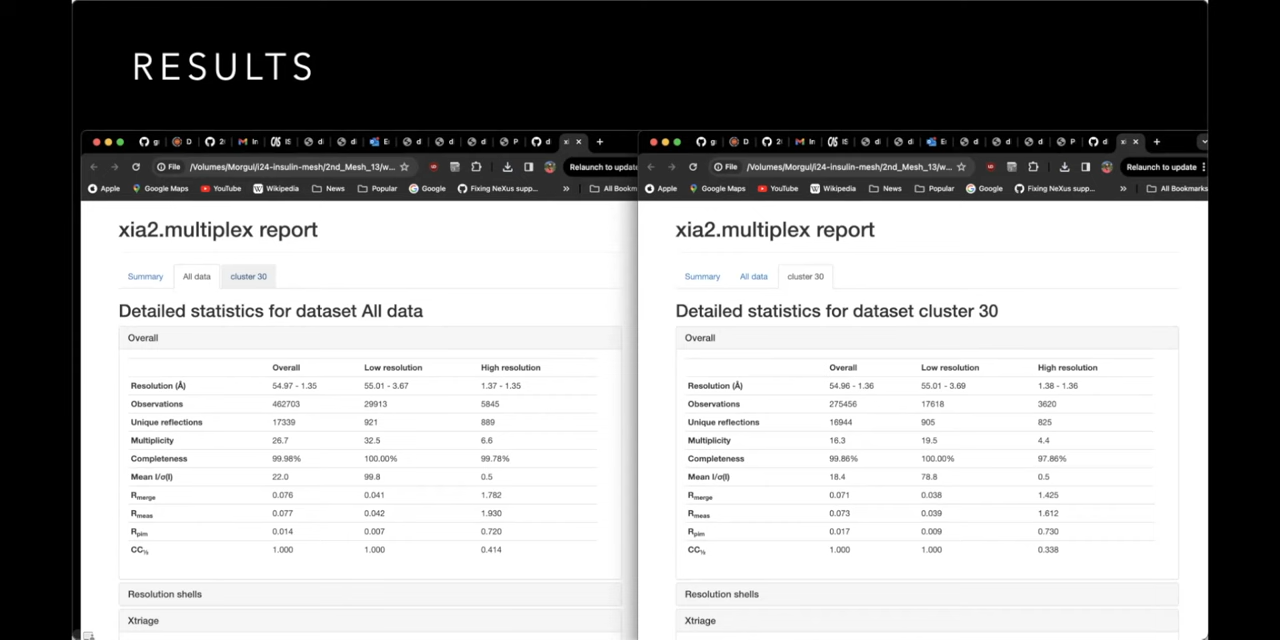 RESULTS
File /Volumes/Morgul/i24-insulin-mesh/2nd_Mesh_13/w... Relaunch to update
Apple Google Maps YouTube Wikipedia News Popular Google Fixing NeXus supp... » All Bookm
xia2.multiplex report
Summary All data cluster 30
Detailed statistics for dataset All data
Overall
Overall Low resolution High resolution
Resolution (Å) 54.97 - 1.35 55.01 - 3.67 1.37 - 1.35
Observations 462703 29913 5845
Unique reflections 17339 921 889
Multiplicity 26.7 32.5 6.6
Completeness 99.98% 100.00% 99.78%
Mean I/σ(I) 22.0 99.8 0.5
Rmerge 0.076 0.041 1.782
Rmeas 0.077 0.042 1.930
Rpim 0.014 0.007 0.720
CC½ 1.000 1.000 0.414
Resolution shells
Xtriage
File /Volumes/Morgul/i24-insulin-mesh/2nd_Mesh_13/w... Relaunch to update
Apple Google Maps YouTube Wikipedia News Popular Google Fixing NeXus supp... » All Bookmarks
xia2.multiplex report
Summary All data cluster 30
Detailed statistics for dataset cluster 30
Overall
Overall Low resolution High resolution
Resolution (Å) 54.96 - 1.36 55.01 - 3.69 1.38 - 1.36
Observations 275456 17618 3620
Unique reflections 16944 905 825
Multiplicity 16.3 19.5 4.4
Completeness 99.86% 100.00% 97.86%
Mean I/σ(I) 18.4 78.8 0.5
Rmerge 0.071 0.038 1.425
Rmeas 0.073 0.039 1.612
Rpim 0.017 0.009 0.730
CC½ 1.000 1.000 0.338
Resolution shells
Xtriage